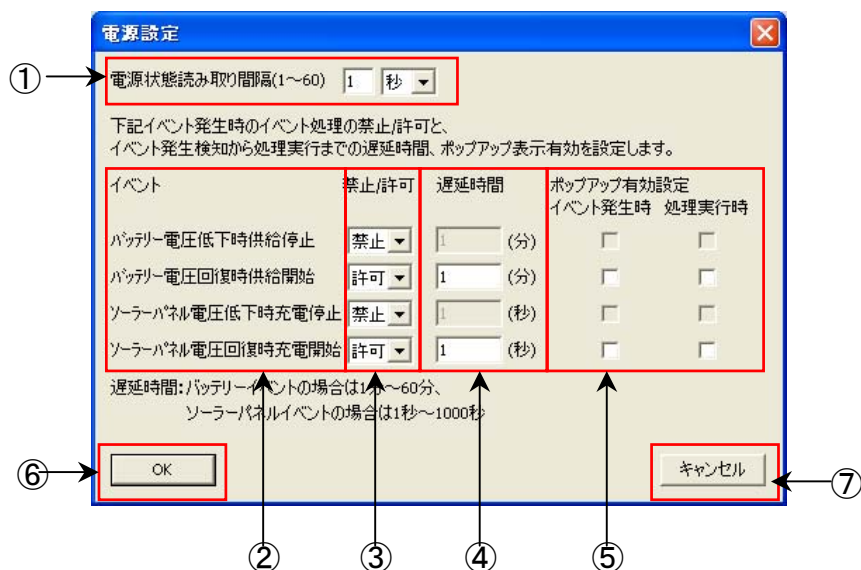 電源設定
① 電源状態読み取り間隔(1～60) 1 秒
下記イベント発生時のイベント処理の禁止/許可と、
イベント発生検知から処理実行までの遅延時間、ポップアップ表示有効を設定します。
イベント 禁止/許可 遅延時間 ポップアップ有効設定
イベント発生時 処理実行時
バッテリー電圧低下時供給停止 禁止 1 (分)
バッテリー電圧回復時供給開始 許可 1 (分)
ソーラーパネル電圧低下時充電停止 禁止 1 (秒)
ソーラーパネル電圧回復時充電開始 許可 1 (秒)
遅延時間:バッテリーイベントの場合は1分～60分、
ソーラーパネルイベントの場合は1秒～1000秒
⑥ OK キャンセル ⑦
② ③ ④ ⑤